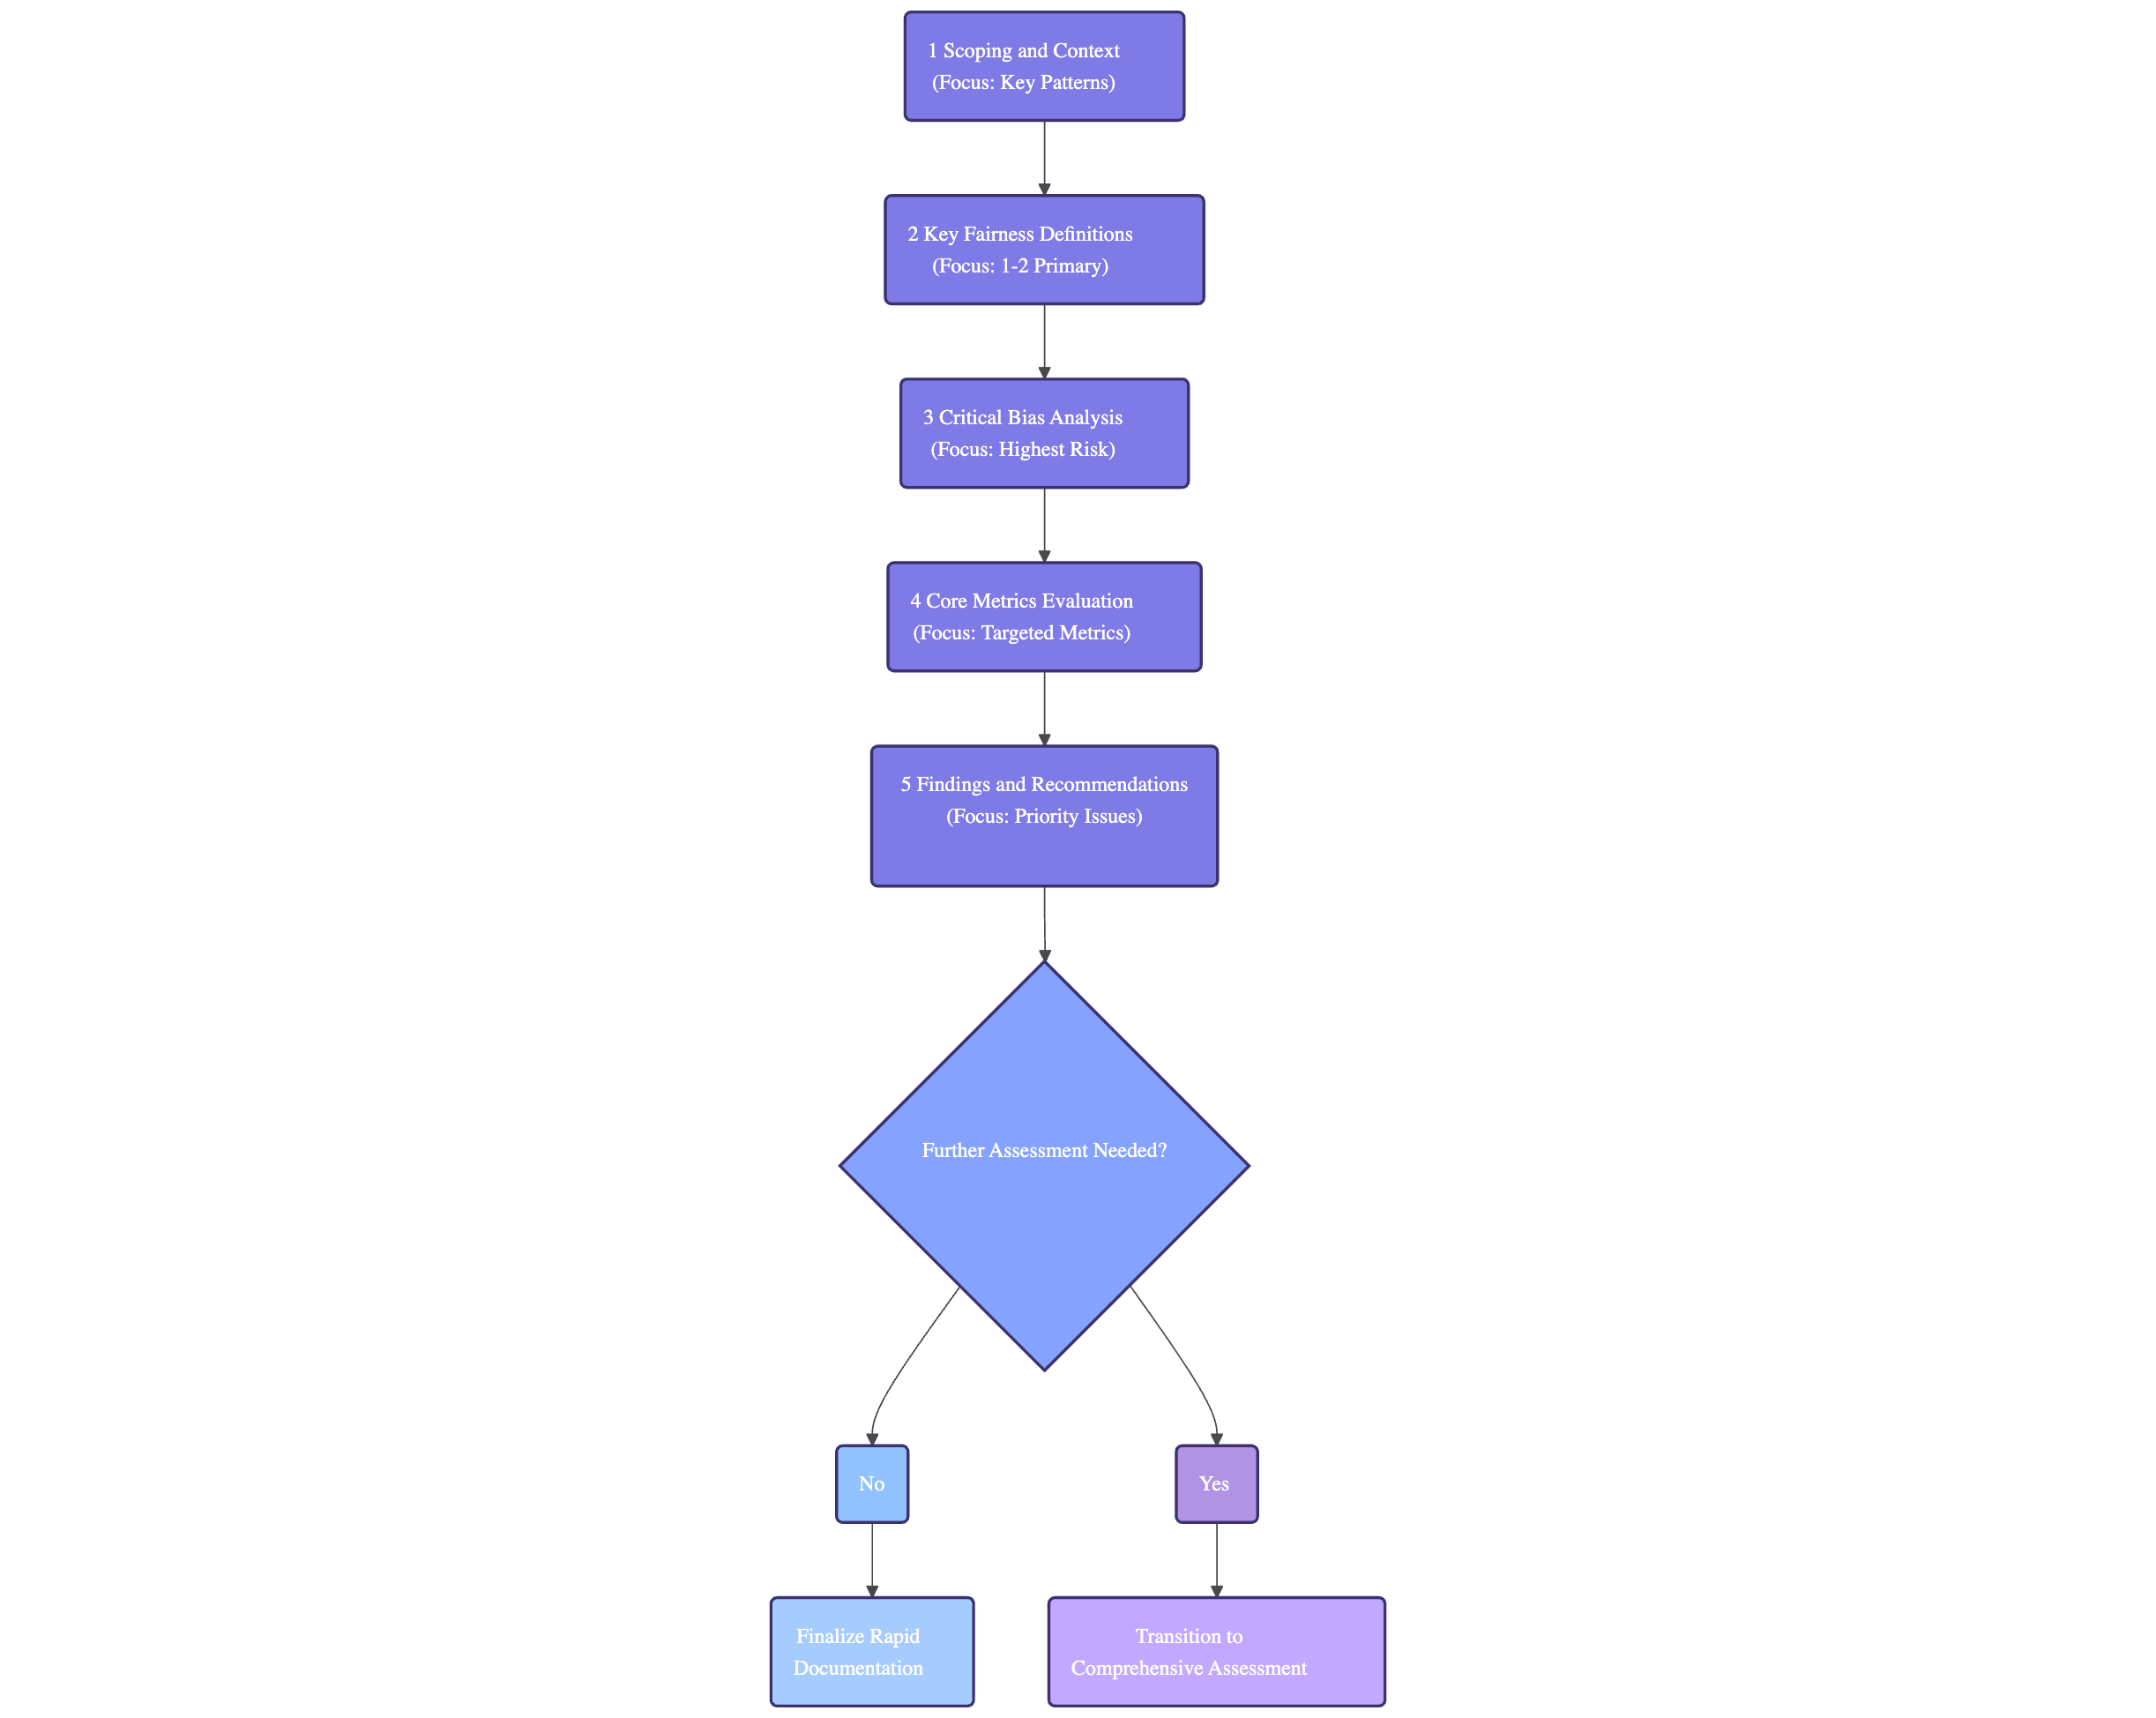 1 Scoping and Context
(Focus: Key Patterns)
2 Key Fairness Definitions
(Focus: 1-2 Primary)
3 Critical Bias Analysis
(Focus: Highest Risk)
4 Core Metrics Evaluation
(Focus: Targeted Metrics)
5 Findings and Recommendations
(Focus: Priority Issues)
Further Assessment Needed?
No
Yes
Finalize Rapid
Documentation
Transition to
Comprehensive Assessment